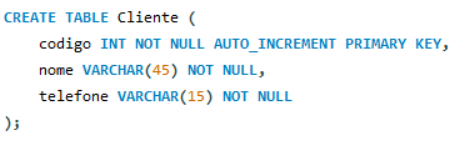 CREATE TABLE Cliente (
    codigo INT NOT NULL AUTO_INCREMENT PRIMARY KEY,
    nome VARCHAR(45) NOT NULL,
    telefone VARCHAR(15) NOT NULL
);